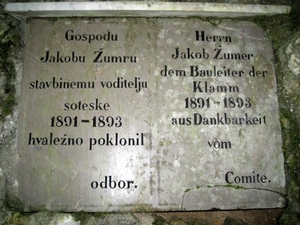 Gospodu
Jakobu Žumru
stavbinemu voditelju
soteske
1891-1893
hvaležno poklonil
odbor.
Herrn
Jakob Žumer
dem Bauleiter der
Klamm
1891-1893
aus Dankbarkeit
vom
Comite.